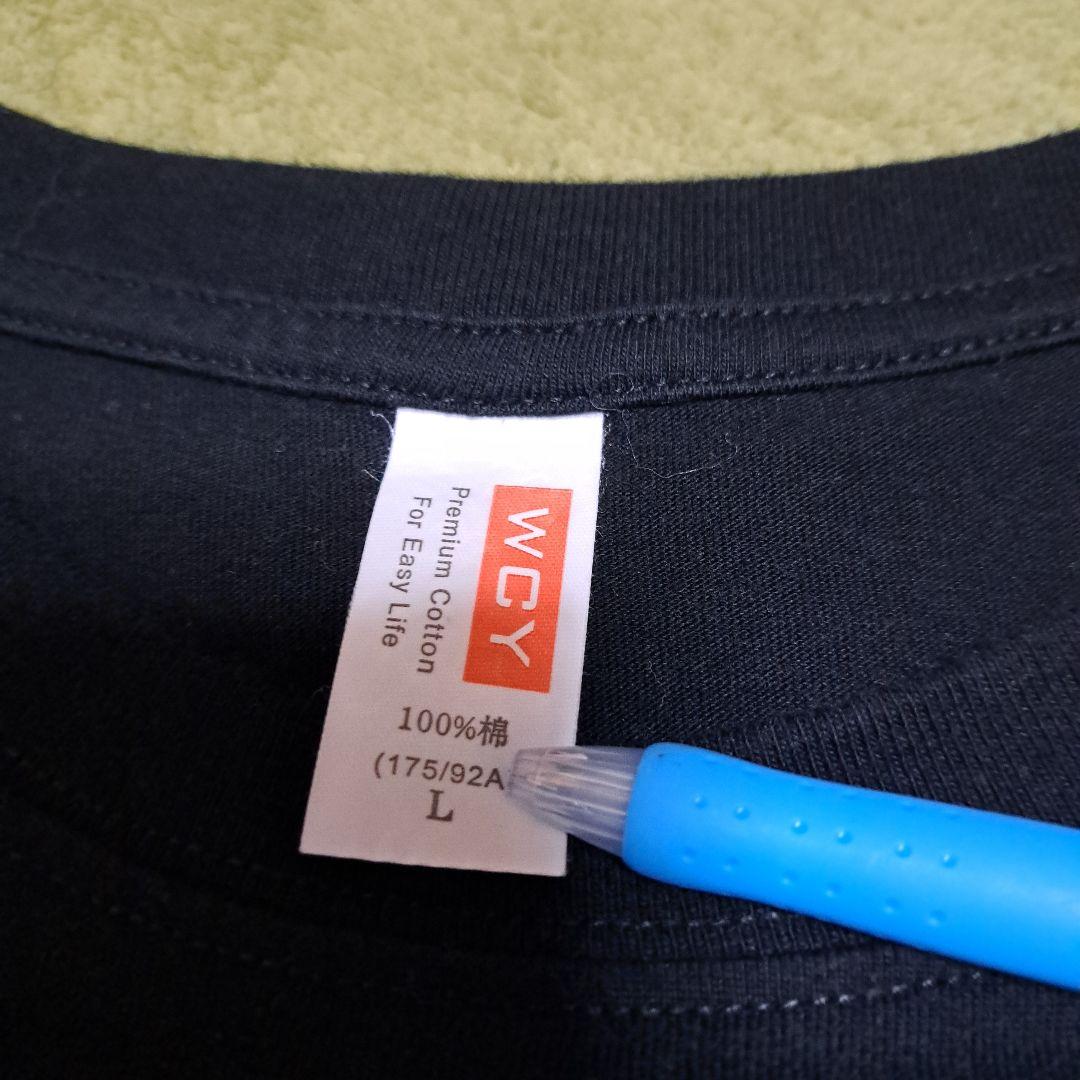 WCY
Premium Cotton
For Easy Life
100%棉
(175/92A
L